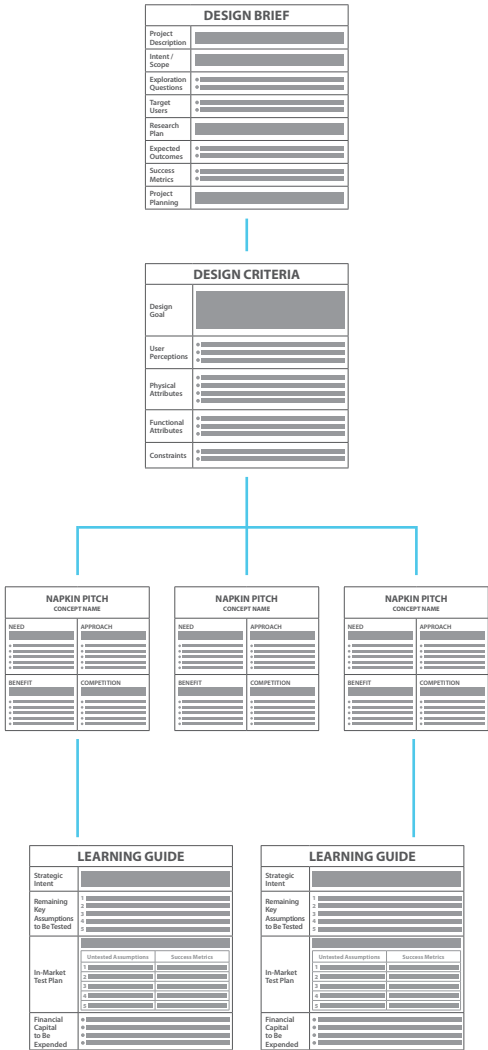 DESIGN BRIEF
Project
Description
Intent /
Scope
Exploration
Questions
Target
Users
Research
Plan
Expected
Outcomes
Success
Metrics
Project
Planning
DESIGN CRITERIA
Design
Goal
User
Perceptions
Physical
Attributes
Functional
Attributes
Constraints
NAPKIN PITCH
CONCEPT NAME
NEED APPROACH
BENEFIT COMPETITION
NAPKIN PITCH
CONCEPT NAME
NEED APPROACH
BENEFIT COMPETITION
NAPKIN PITCH
CONCEPT NAME
NEED APPROACH
BENEFIT COMPETITION
LEARNING GUIDE
Strategic
Intent
Remaining
Key
Assumptions
to Be Tested
1
2
3
4
5
In-Market
Test Plan
Untested Assumptions Success Metrics
1
2
3
4
5
Financial
Capital
to Be
Expended
LEARNING GUIDE
Strategic
Intent
Remaining
Key
Assumptions
to Be Tested
1
2
3
4
5
In-Market
Test Plan
Untested Assumptions Success Metrics
1
2
3
4
5
Financial
Capital
to Be
Expended